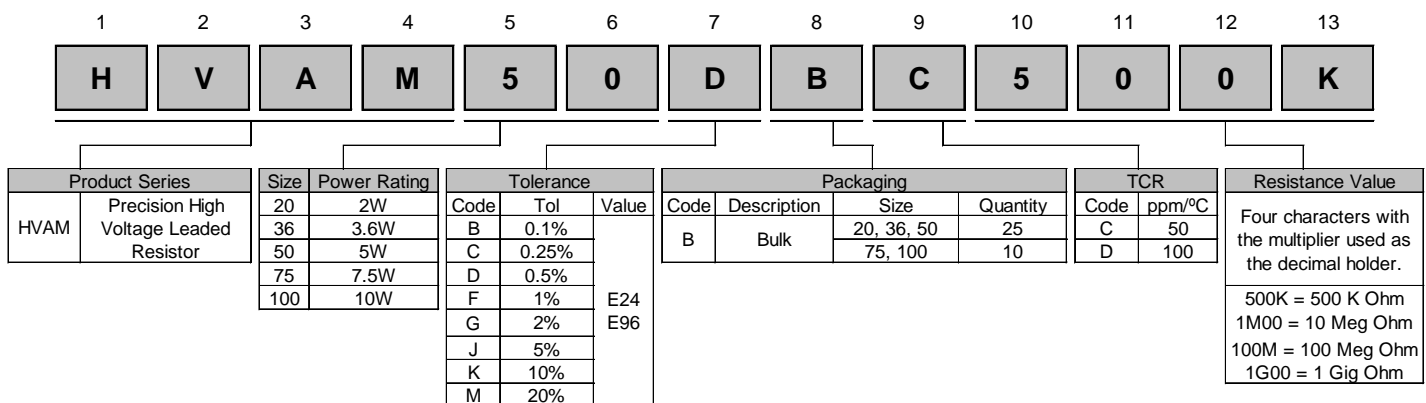 1 2 3 4 5 6 7 8 9 10 11 12 13
H V A M 5 0 D B C 5 0 0 K
Product Series
HVAM
Precision High
Voltage Leaded
Resistor
Size Power Rating
20 2W
36 3.6W
50 5W
75 7.5W
100 10W
Tolerance
Code Tol Value
B 0.1%
C 0.25%
D 0.5%
F 1%
G 2%
J 5%
K 10%
M 20%
E24
E96
Packaging
Code Description Size Quantity
B Bulk
20, 36, 50 25
75, 100 10
TCR
Code ppm/ºC
C 50
D 100
Resistance Value
Four characters with
the multiplier used as
the decimal holder.
500K = 500 K Ohm
1M00 = 10 Meg Ohm
100M = 100 Meg Ohm
1G00 = 1 Gig Ohm